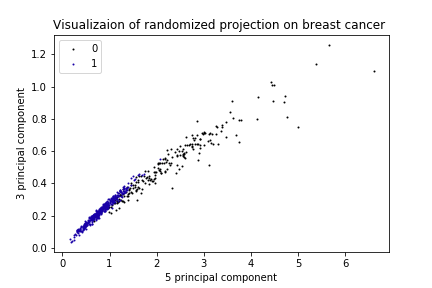 Visualizaion of randomized projection on breast cancer
0
1
3 principal component
1.2
1.0
0.8
0.6
0.4
0.2
0.0
0 1 2 3 4 5 6
5 principal component